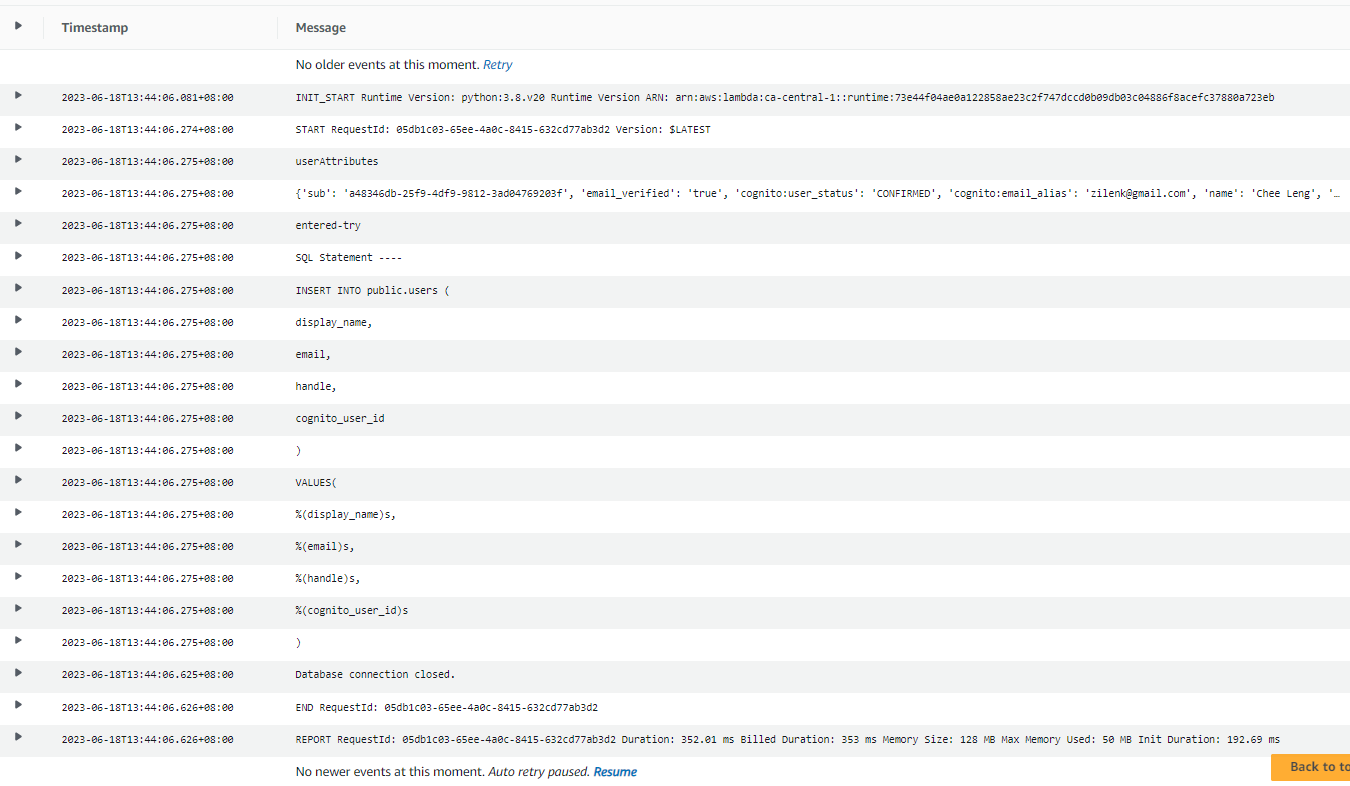 Timestamp Message
No older events at this moment. Retry
2023-06-18T13:44:06.081+08:00 INIT_START Runtime Version: python:3.8.v20 Runtime Version ARN: arn:aws:lambda:ca-central-1::runtime:73e44f04ae0a122858ae23c2f747dccd0b09db03c04886f8acefc37880a723eb
2023-06-18T13:44:06.274+08:00 START RequestId: 05db1c03-65ee-4a0c-8415-632cd77ab3d2 Version: $LATEST
2023-06-18T13:44:06.275+08:00 userAttributes
2023-06-18T13:44:06.275+08:00 {'sub': 'a48346db-25f9-4df9-9812-3ad04769203f', 'email_verified': 'true', 'cognito:user_status': 'CONFIRMED', 'cognito:email_alias': 'zilenk@gmail.com', 'name': 'Chee Leng', '…
2023-06-18T13:44:06.275+08:00 entered-try
2023-06-18T13:44:06.275+08:00 SQL Statement ----
2023-06-18T13:44:06.275+08:00 INSERT INTO public.users (
2023-06-18T13:44:06.275+08:00 display_name,
2023-06-18T13:44:06.275+08:00 email,
2023-06-18T13:44:06.275+08:00 handle,
2023-06-18T13:44:06.275+08:00 cognito_user_id
2023-06-18T13:44:06.275+08:00 )
2023-06-18T13:44:06.275+08:00 VALUES(
2023-06-18T13:44:06.275+08:00 %(display_name)s,
2023-06-18T13:44:06.275+08:00 %(email)s,
2023-06-18T13:44:06.275+08:00 %(handle)s,
2023-06-18T13:44:06.275+08:00 %(cognito_user_id)s
2023-06-18T13:44:06.275+08:00 )
2023-06-18T13:44:06.625+08:00 Database connection closed.
2023-06-18T13:44:06.626+08:00 END RequestId: 05db1c03-65ee-4a0c-8415-632cd77ab3d2
2023-06-18T13:44:06.626+08:00 REPORT RequestId: 05db1c03-65ee-4a0c-8415-632cd77ab3d2 Duration: 352.01 ms Billed Duration: 353 ms Memory Size: 128 MB Max Memory Used: 50 MB Init Duration: 192.69 ms
No newer events at this moment. Auto retry paused. Resume
Back to to